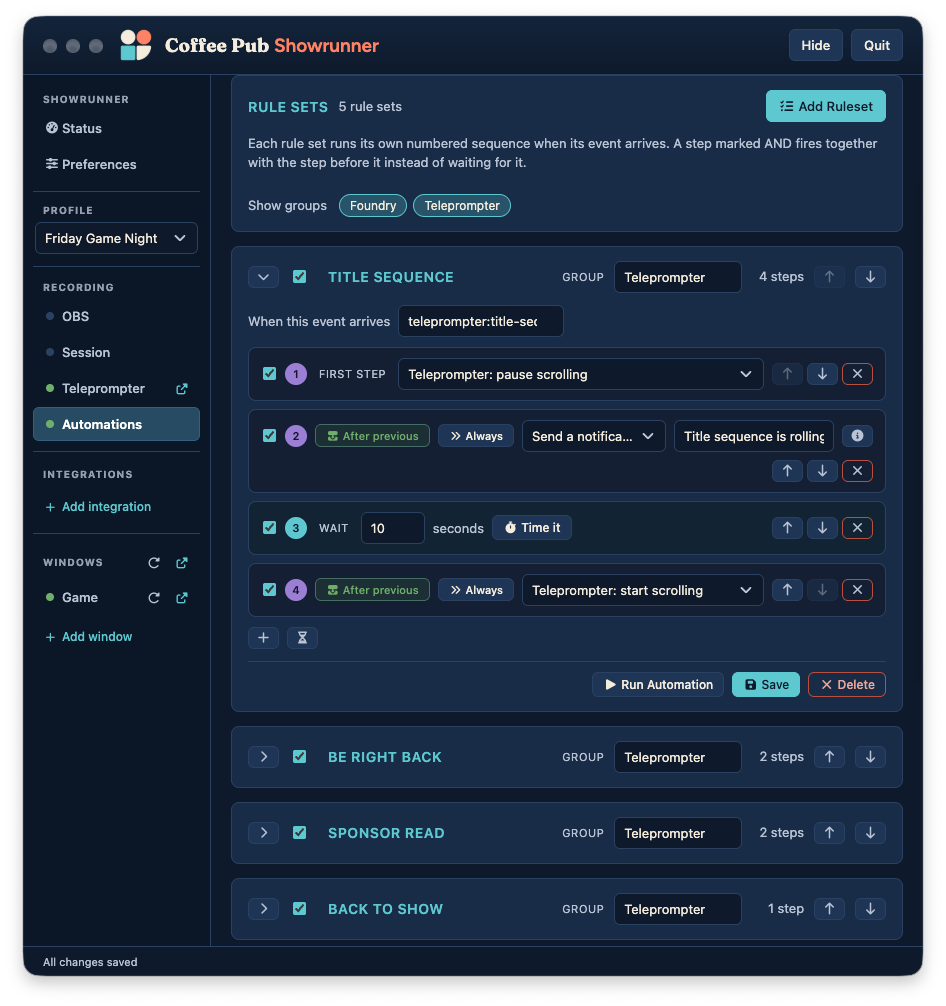 Coffee Pub Showrunner
Hide
Quit
SHOWRUNNER
Status
Preferences
PROFILE
Friday Game Night
RECORDING
OBS
Session
Teleprompter
Automations
INTEGRATIONS
+ Add integration
WINDOWS
Game
+ Add window
RULE SETS 5 rule sets
Add Ruleset
Each rule set runs its own numbered sequence when its event arrives. A step marked AND fires together
with the step before it instead of waiting for it.
Show groups Foundry Teleprompter
TITLE SEQUENCE GROUP Teleprompter 4 steps
When this event arrives teleprompter:title-sec
1 FIRST STEP Teleprompter: pause scrolling
2 After previous Always Send a notifica... Title sequence is rolling
3 WAIT 10 seconds Time it
4 After previous Always Teleprompter: start scrolling
Run Automation Save Delete
BE RIGHT BACK GROUP Teleprompter 2 steps
SPONSOR READ GROUP Teleprompter 2 steps
BACK TO SHOW GROUP Teleprompter 1 step
All changes saved